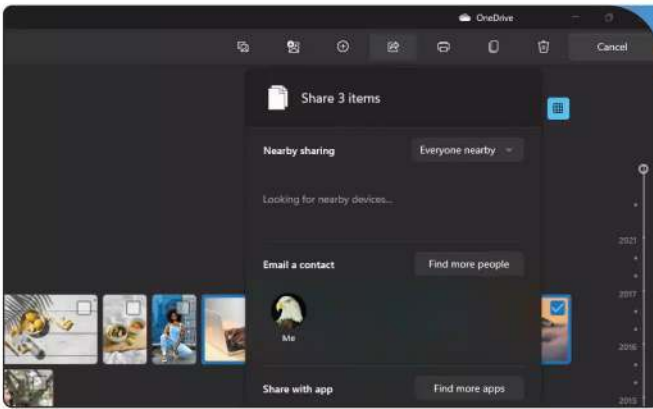 OneDrive
Cancel
Share 3 items
Nearby sharing
Everyone nearby
Looking for nearby devices...
2021
Email a contact
Find more people
2017
Me
2016
Share with app
Find more apps
2015